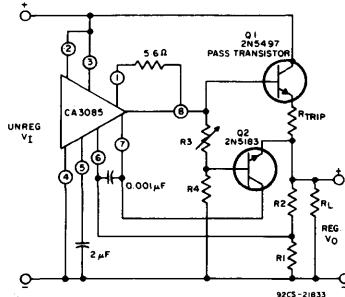 +
Q1
2N5497
PASS TRANSISTOR
5.6Ω
2
3
1
8
CA3085
RTRIP
Q2
2N5183
UNREG
VI
R3
7
4
5
6
0.001μF
R4
+
R2
RL
2μF
REG.
VO
R1
92CS-21833